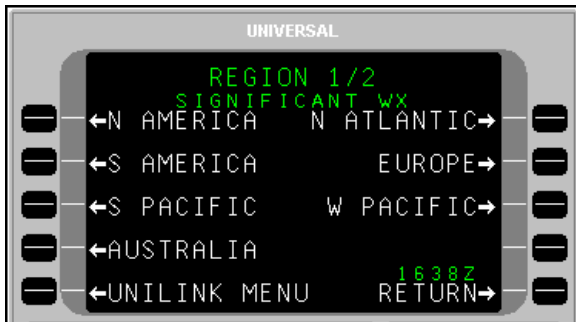 UNIVERSAL
REGION 1/2
SIGNIFICANT WX
←N AMERICA N ATLANTIC→
←S AMERICA EUROPE→
←S PACIFIC W PACIFIC→
←AUSTRALIA
1638Z
←UNILINK MENU RETURN→